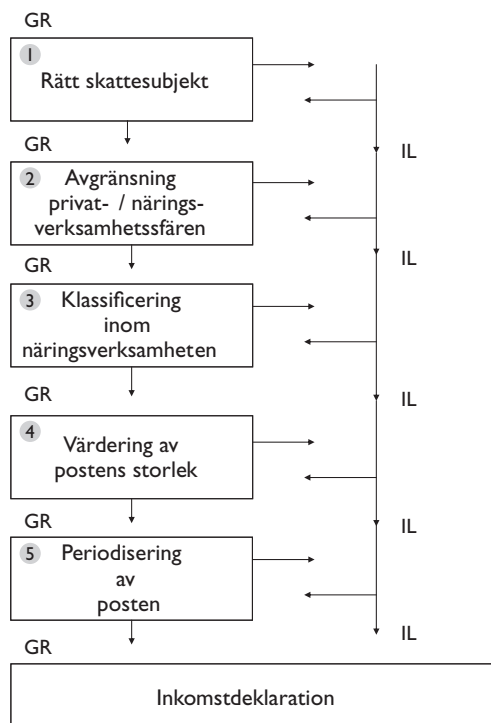 GR
1 Rätt skattesubjekt
GR
IL
2 Avgränsning
privat- / närings-
verksamhetssfären
GR
IL
3 Klassificering
inom
näringsverksamheten
GR
IL
4 Värdering av
postens storlek
GR
IL
5 Periodisering
av
posten
GR
IL
Inkomstdeklaration